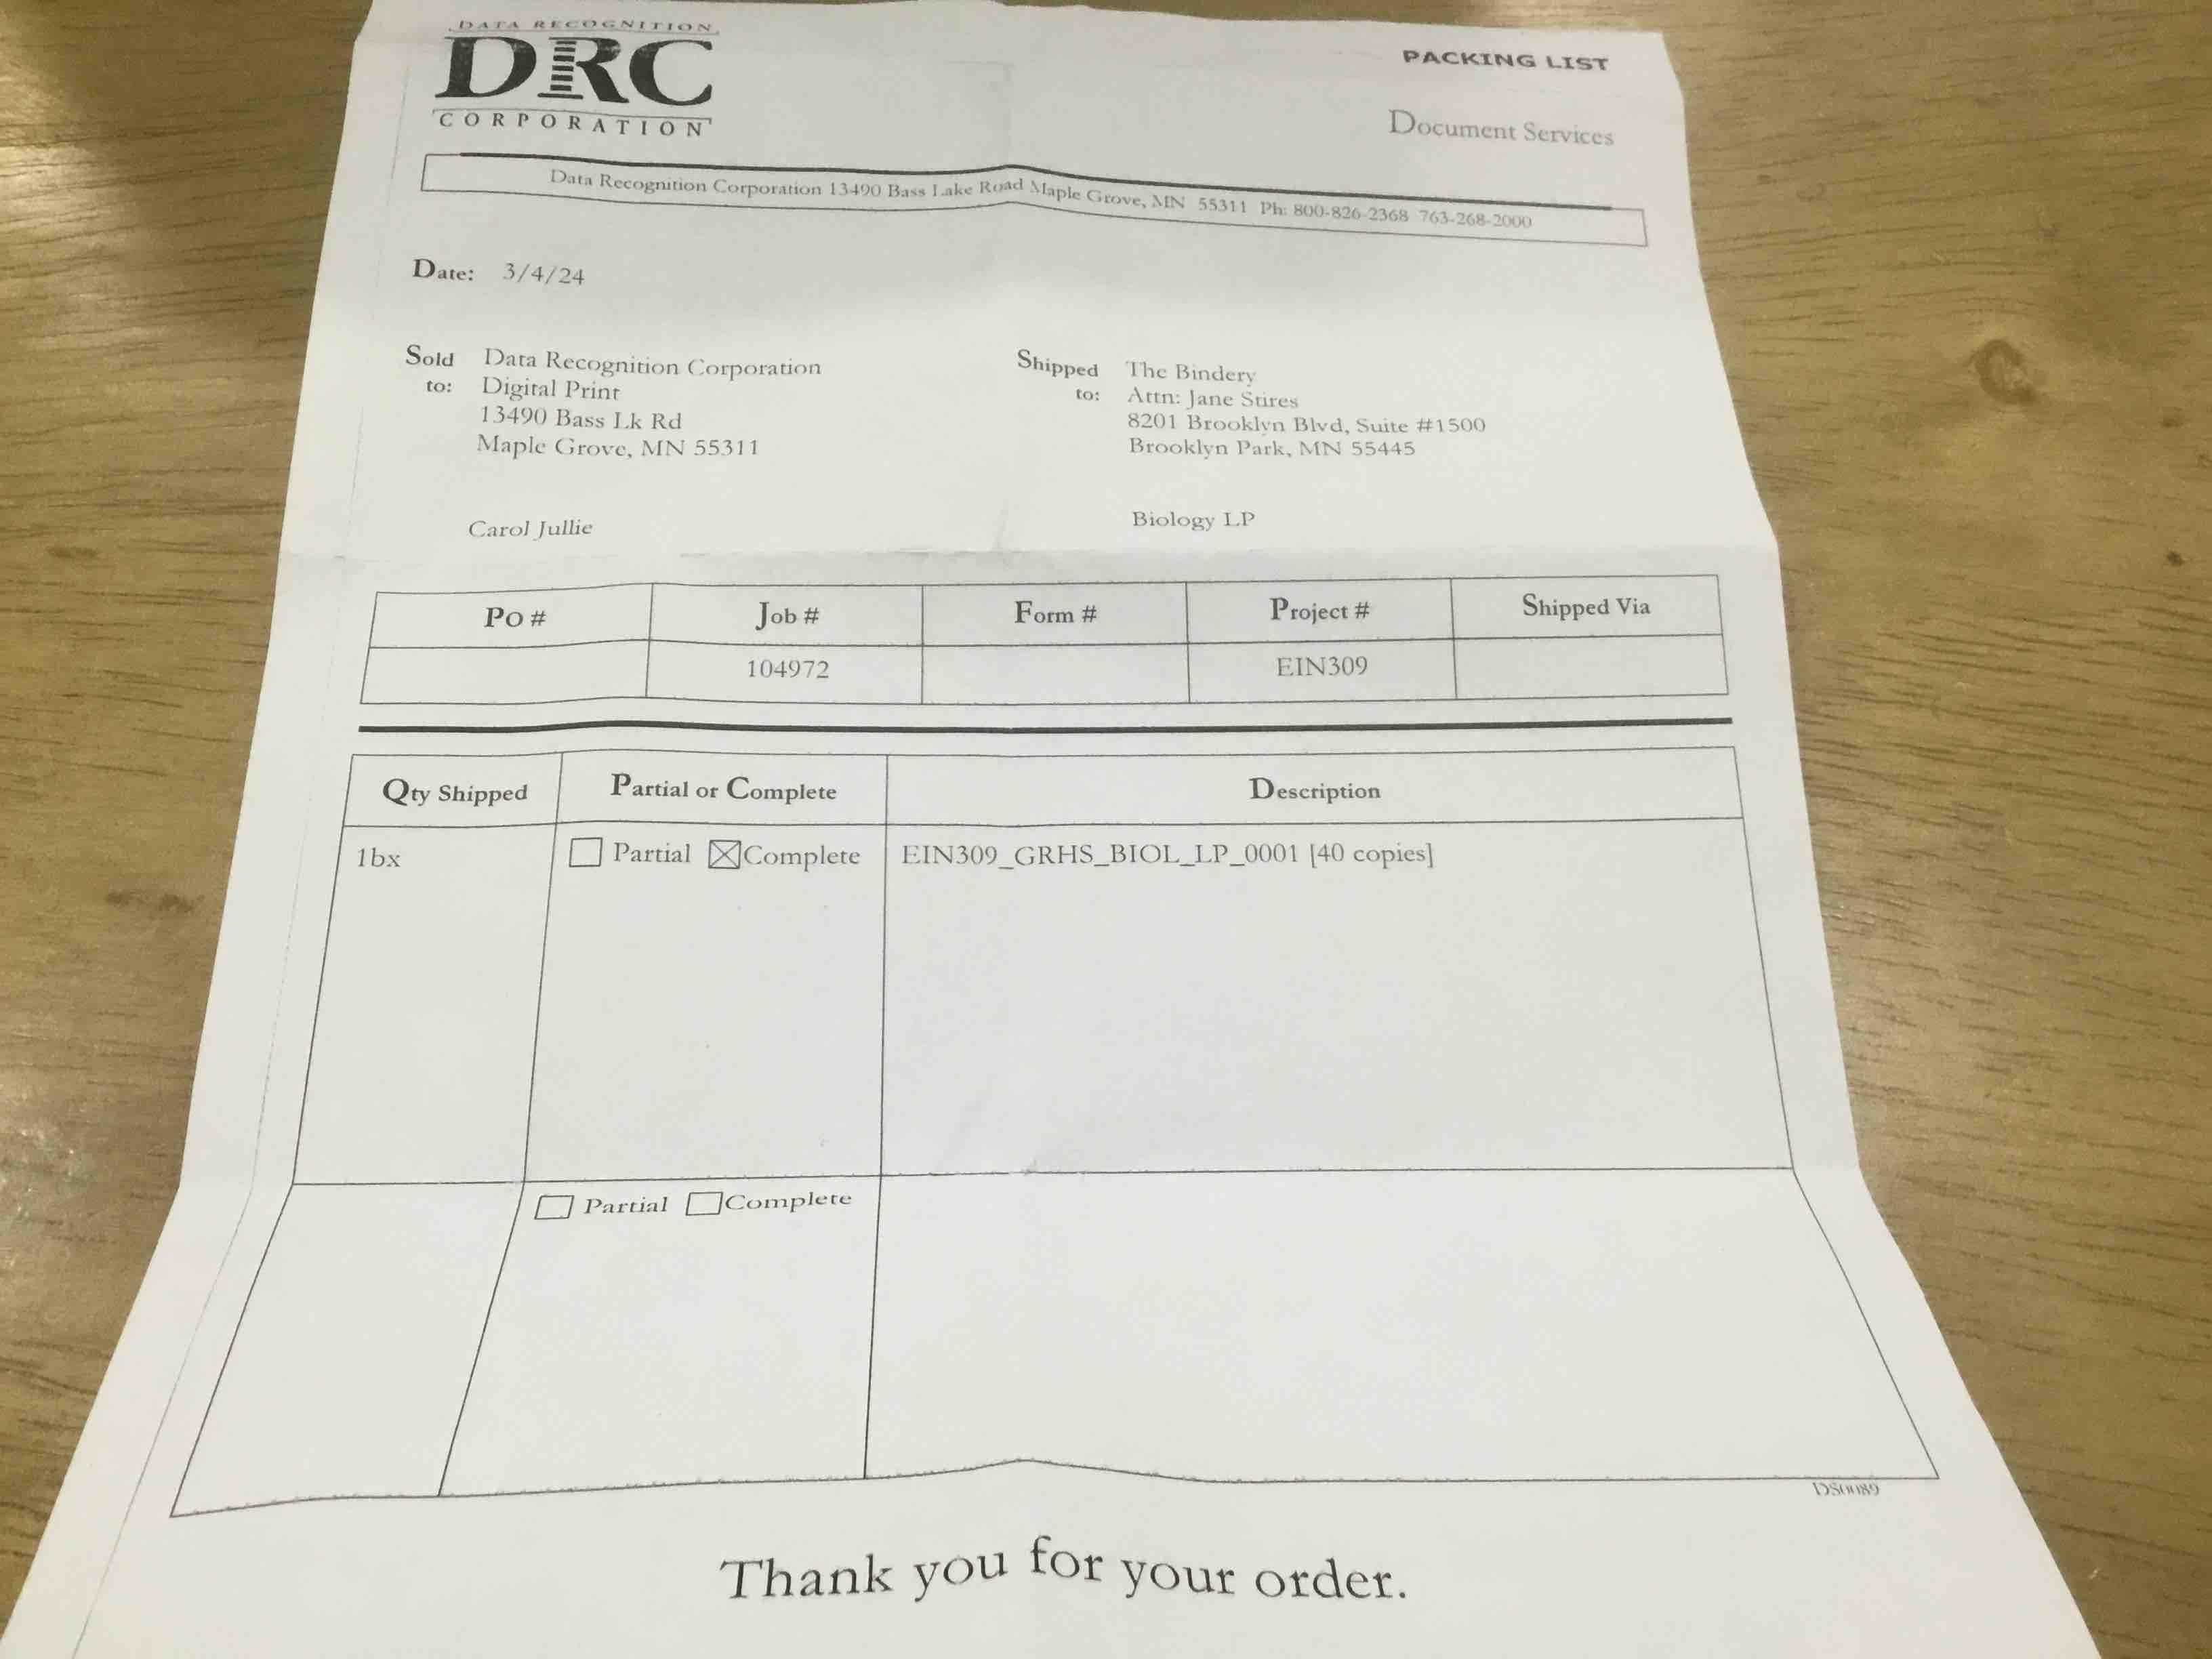 DATA RECOGNITION
DRC
CORPORATION
PACKING LIST
Document Services
Data Recognition Corporation 13490 Bass Lake Road Maple Grove, MN 55311 Ph: 800-826-2368 763-268-2000
Date: 3/4/24
Sold to: Data Recognition Corporation
Digital Print
13490 Bass Lk Rd
Maple Grove, MN 55311
Carol Jullie
Shipped to: The Bindery
Attn: Jane Stires
8201 Brooklyn Blvd, Suite #1500
Brooklyn Park, MN 55445
Biology LP
PO # Job # Form # Project # Shipped Via
104972 EIN309
Qty Shipped Partial or Complete Description
1bx Partial Complete EIN309_GRHS_BIOL_LP_0001 [40 copies]
Partial Complete
DS0089
Thank you for your order.